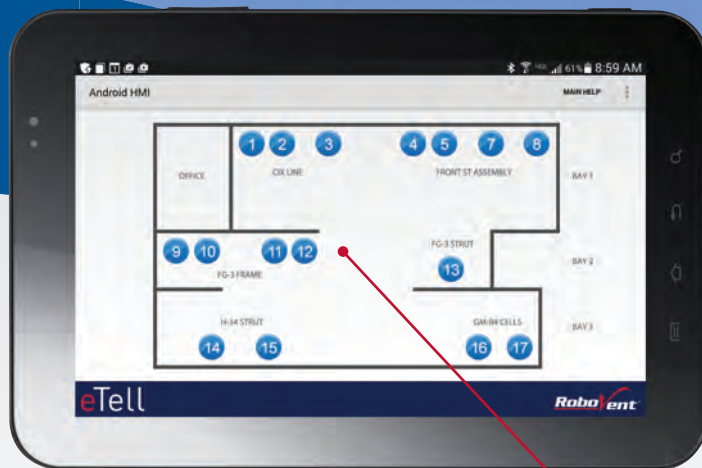 61% 8:59 AM
Android HMI MAIN HELP
1 2 3 4 5 7 8
OFFICE CIX LINE FRONT ST ASSEMBLY BAY 1
9 10 11 12 FG-3 STRUT
13 BAY 2
FG-3 FRAME
H-34 STRUT GM-84 CELLS BAY 3
14 15 16 17
eTell RoboVent